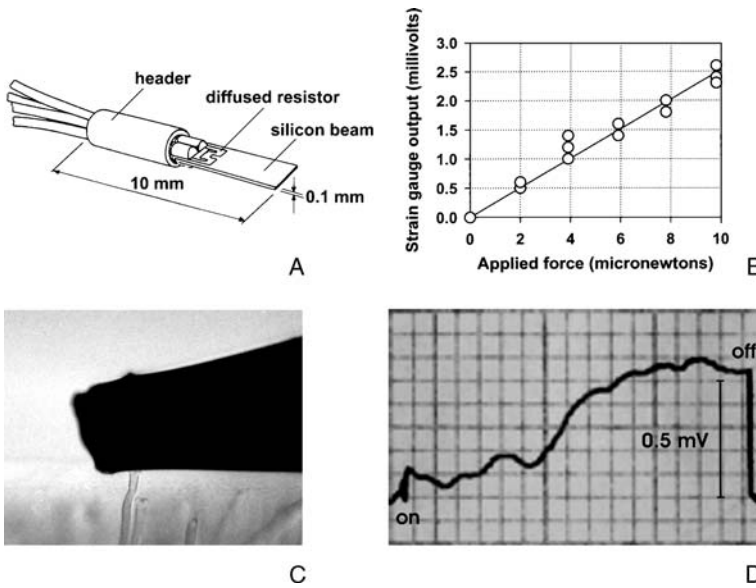 header
diffused resistor
silicon beam
10 mm
0.1 mm
A
Strain gauge output (millivolts)
3.0
2.5
2.0
1.5
1.0
0.5
0.0
0 2 4 6 8 10
Applied force (micronewtons)
B
C
off
0.5 mV
on
D